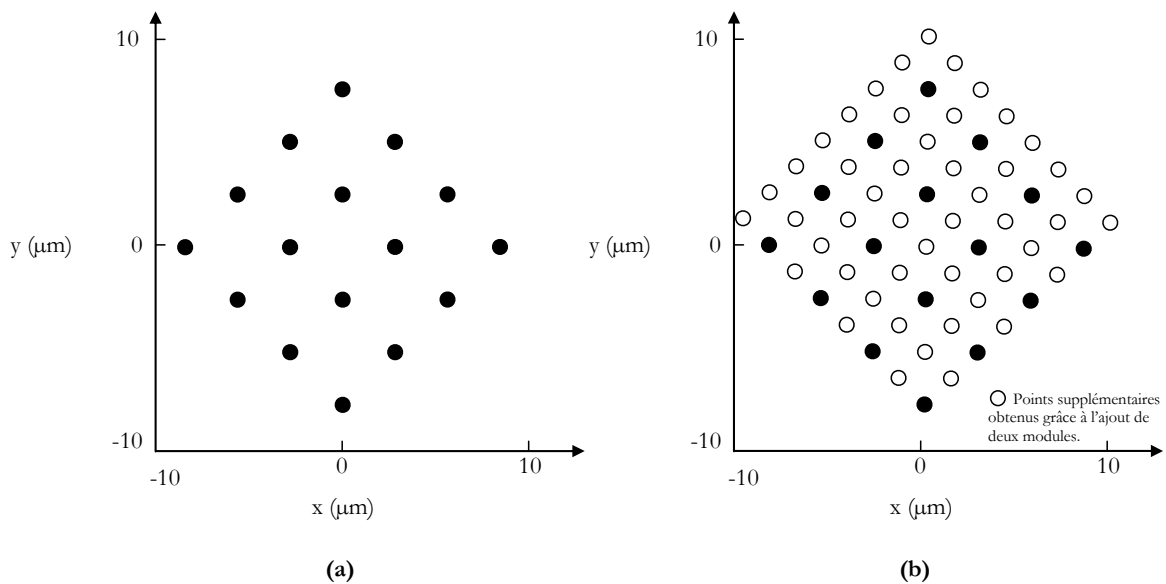 10
y (µm)
0
-10
-10
0
10
x (µm)
(a)
10
y (µm)
0
-10
-10
0
10
x (µm)
Points supplémentaires
obtenus grâce à l'ajout de
deux modules.
(b)